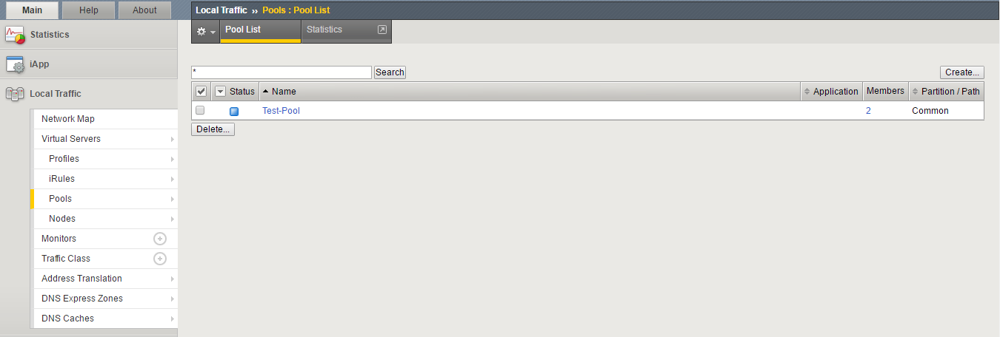 Main Help About
Local Traffic ›› Pools : Pool List
Statistics
Pool List Statistics
iApp
* Search Create...
Local Traffic
Status Name Application Members Partition / Path
Test-Pool 2 Common
Delete...
Network Map
Virtual Servers
Profiles
iRules
Pools
Nodes
Monitors
Traffic Class
Address Translation
DNS Express Zones
DNS Caches